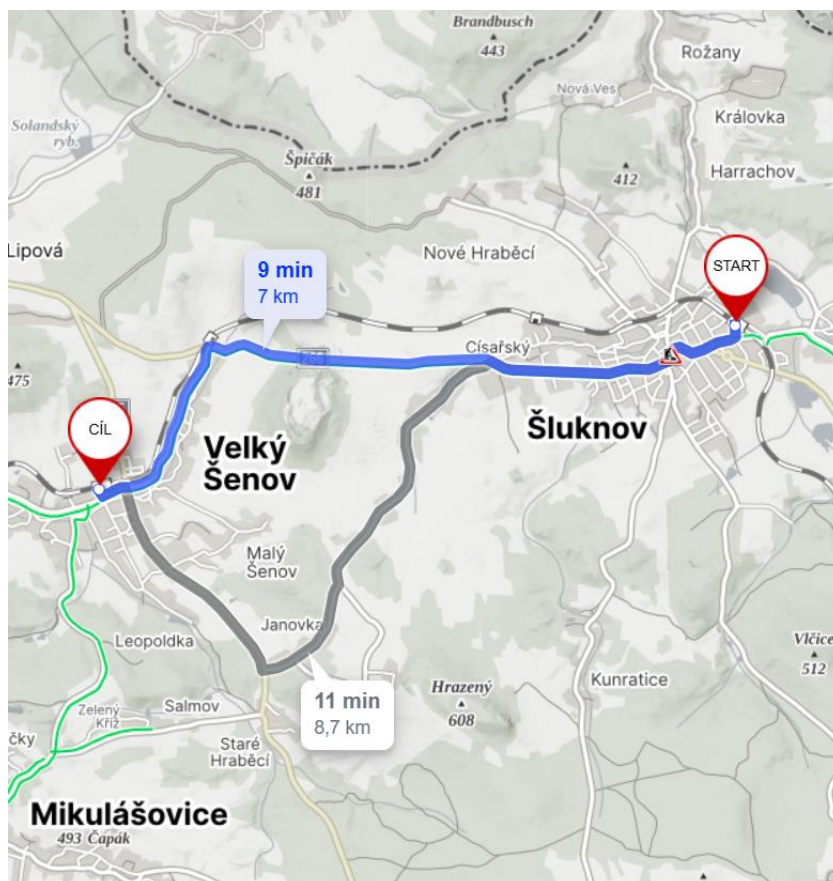 Brandbusch
443
Rožany
Nová Ves
Královka
Solandský
ryb.
Špičák
481
412
Harrachov
Lipová
Nové Hraběcí
START
9 min
7 km
Císařský
266
475
CÍL
Šluknov
Velký
Šenov
Malý
Šenov
Janovka
Leopoldka
Vlčice
512
11 min
8,7 km
Hrazený
608
Kunratice
Zelený
Kříž
Salmov
čky
Staré
Hraběcí
Mikulášovice
493 Čapák